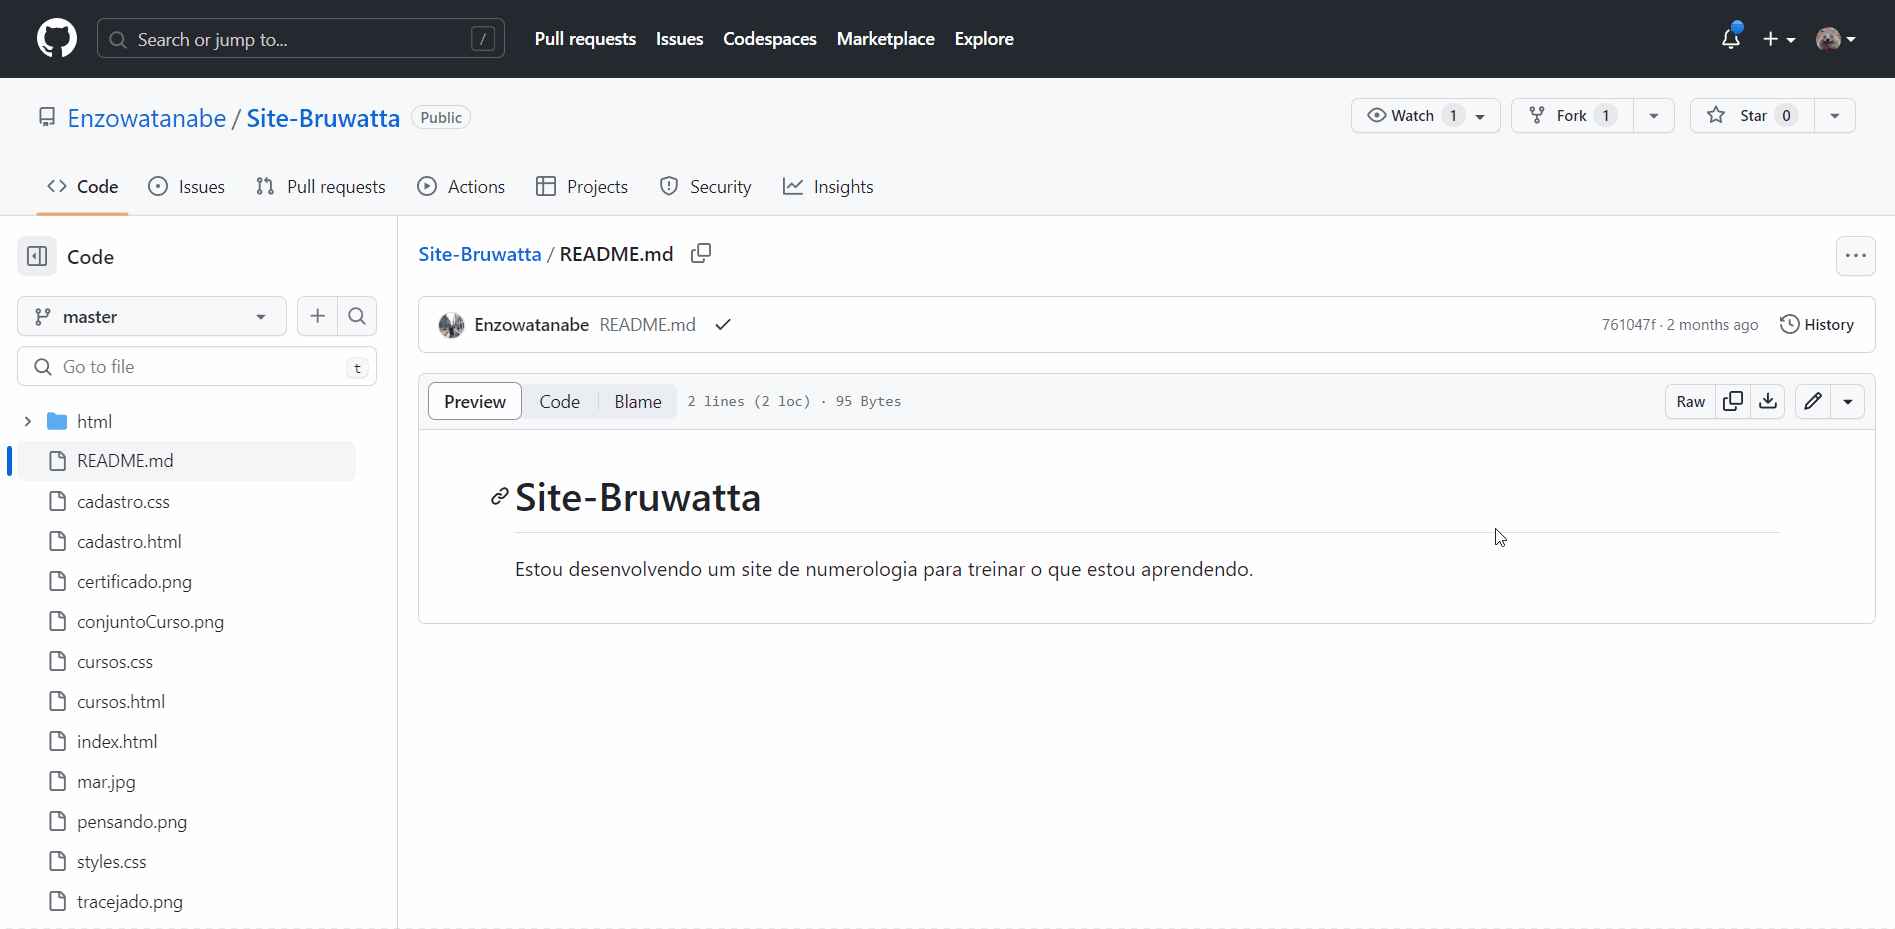 Search or jump to... /
Pull requests Issues Codespaces Marketplace Explore
Enzowatanabe / Site-Bruwatta Public
Watch 1 Fork 1 Star 0
Code Issues Pull requests Actions Projects Security Insights
Code
master
Go to file t
html
README.md
cadastro.css
cadastro.html
certificado.png
conjuntoCurso.png
cursos.css
cursos.html
index.html
mar.jpg
pensando.png
styles.css
tracejado.png
Site-Bruwatta / README.md
Enzowatanabe README.md
761047f · 2 months ago History
Preview Code Blame 2 lines (2 loc) · 95 Bytes
Raw
Site-Bruwatta
Estou desenvolvendo um site de numerologia para treinar o que estou aprendendo.